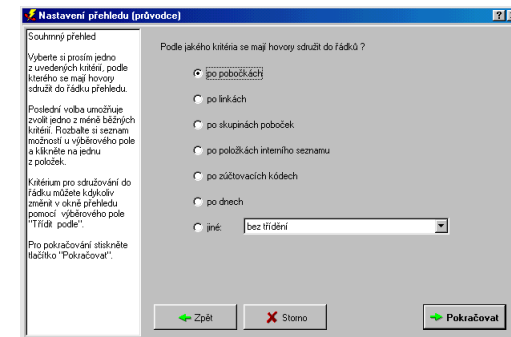 Nastavení přehledu (průvodce)
Souhrnný přehled
Vyberte si prosím jedno
z uvedených kritérií, podle
kterého se mají hovory
sdružit do řádku přehledu.
Poslední volba umožňuje
zvolit jedno z méně běžných
kritérií. Rozbalte si seznam
možností u výběrového pole
a klikněte na jednu
z položek.
Kritérium pro sdružování do
řádku můžete kdykoliv
změnit v okně přehledu
pomocí výběrového pole
"Třídit podle".
Pro pokračování stiskněte
tlačítko "Pokračovat".
Podle jakého kritéria se mají hovory sdružit do řádků ?
po pobočkách
po linkách
po skupinách poboček
po položkách interního seznamu
po zúčtovacích kódech
po dnech
jiné: bez třídění
Zpět
Storno
Pokračovat